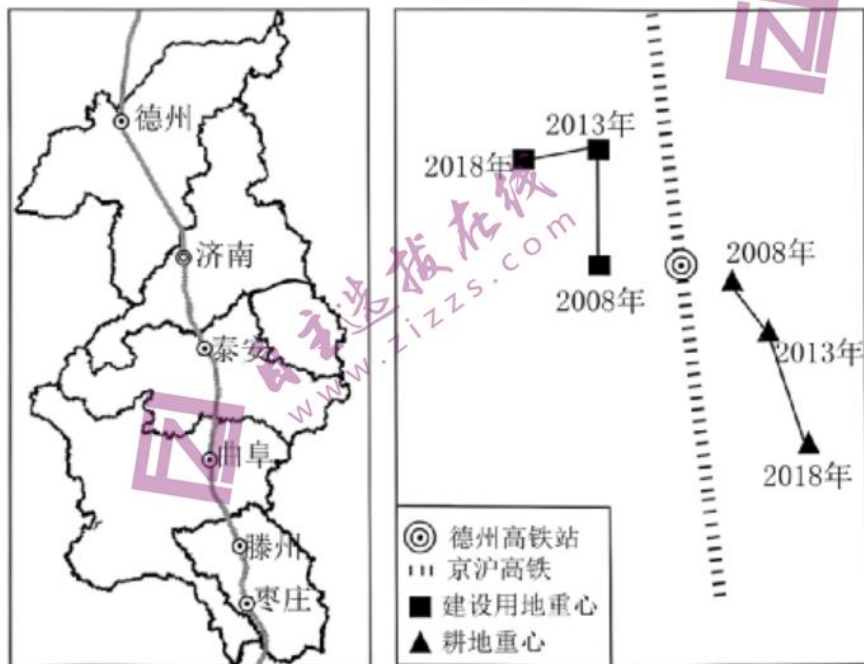 德州
济南
泰安
曲阜
滕州
枣庄
2013年
2018年
2008年
2008年
2013年
2018年
德州高铁站
京沪高铁
建设用地重心
耕地重心
自主选拔在线
www.zizzs.com